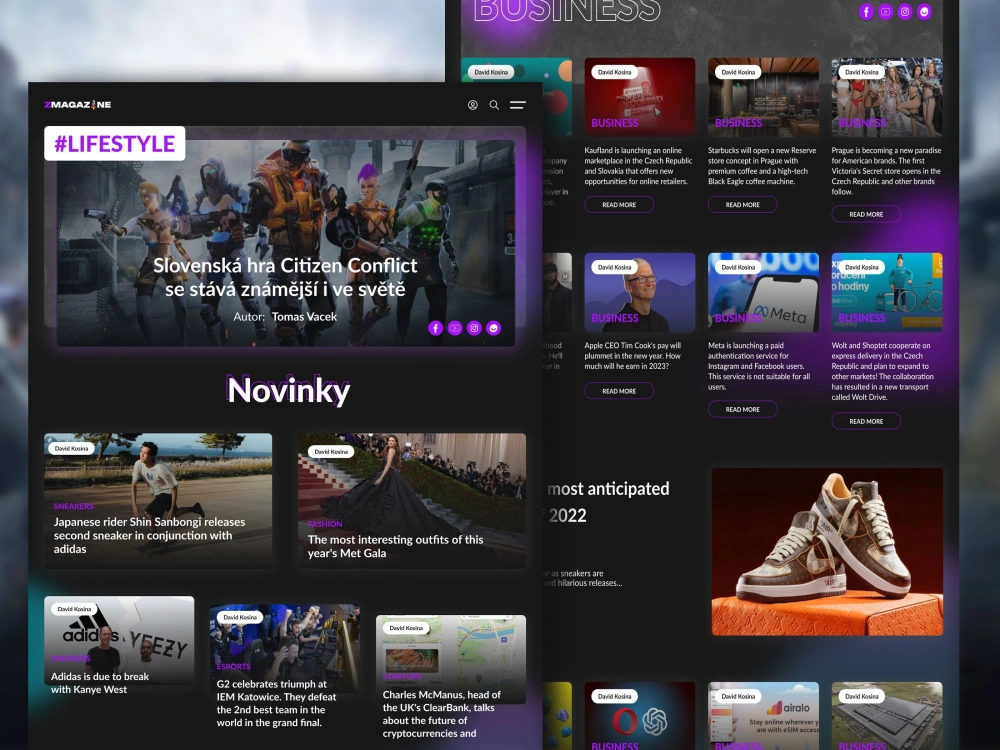 ZMAGAZINE
#LIFESTYLE
Slovenská hra Citizen Conflict
se stává známější i ve světě
Autor: Tomas Vacek
Novinky
David Kosina
SNEAKERS
Japanese rider Shin Sanbongi releases
second sneaker in conjunction with
adidas
David Kosina
FASHION
The most interesting outfits of this
year's Met Gala
David Kosina
adidas YEEZY
Adidas is due to break
with Kanye West
David Kosina
ESPORTS
G2 celebrates triumph at
IEM Katowice. They defeat
the 2nd best team in the
world in the grand final.
David Kosina
Charles McManus, head of
the UK's ClearBank, talks
about the future of
cryptocurrencies and
BUSINESS
David Kosina
David Kosina
BUSINESS
Kaufland is launching an online
marketplace in the Czech Republic
and Slovakia that offers new
opportunities for online retailers.
READ MORE
David Kosina
BUSINESS
Starbucks will open a new Reserve
store concept in Prague with
premium coffee and a high-tech
Black Eagle coffee machine.
READ MORE
David Kosina
BUSINESS
Prague is becoming a new paradise
for American brands. The first
Victoria's Secret store opens in the
Czech Republic and other brands
follow.
READ MORE
David Kosina
BUSINESS
Apple CEO Tim Cook's pay will
plummet in the new year. How
much will he earn in 2023?
READ MORE
David Kosina
Meta
BUSINESS
Meta is launching a paid
authentication service for
Instagram and Facebook users.
This service is not suitable for all
users.
READ MORE
David Kosina
hodiny
BUSINESS
Wolt and Shoptet cooperate on
express delivery in the Czech
Republic and plan to expand to
other markets! The collaboration
has resulted in a new transport
called Wolt Drive.
READ MORE
most anticipated
2022
as sneakers are
hilarious releases...
David Kosina
BUSINESS
David Kosina
airalo
Stay online wherever y
are with eSIM access
BUSINESS
David Kosina
BUSINESS